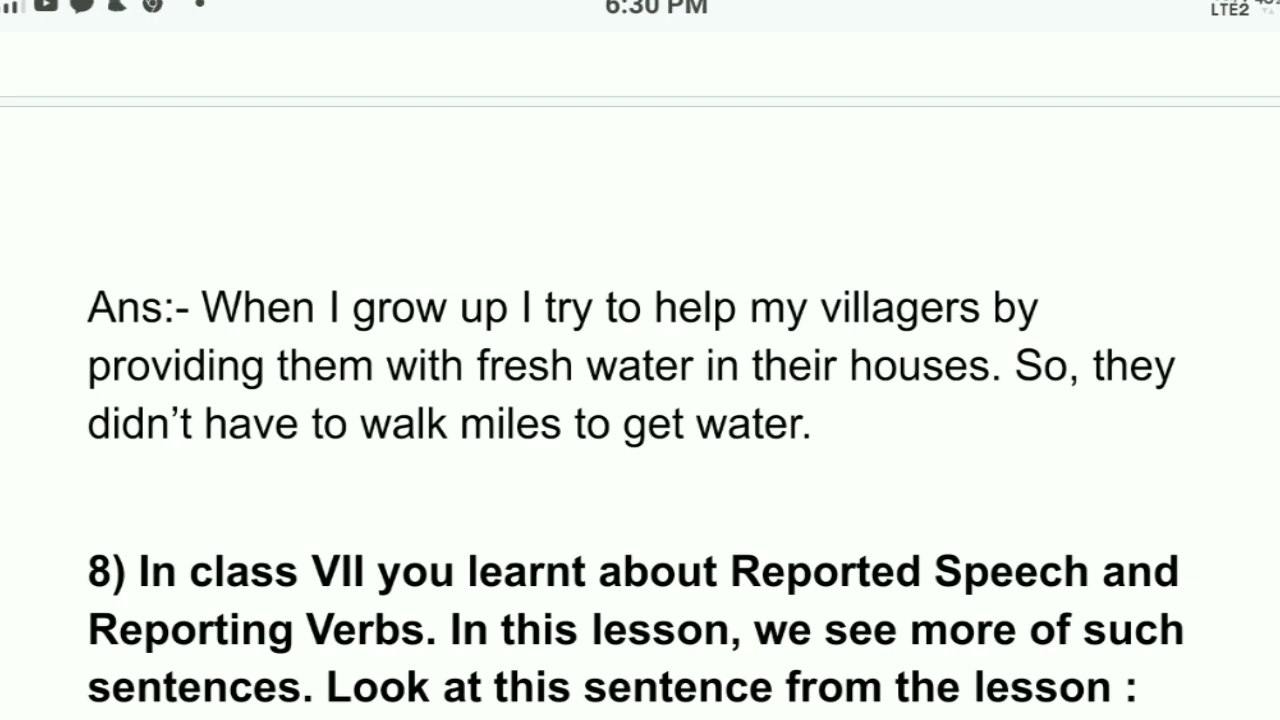 6:30 PM
LTE2
Ans:- When I grow up I try to help my villagers by
providing them with fresh water in their houses. So, they
didn’t have to walk miles to get water.
8) In class VII you learnt about Reported Speech and
Reporting Verbs. In this lesson, we see more of such
sentences. Look at this sentence from the lesson :